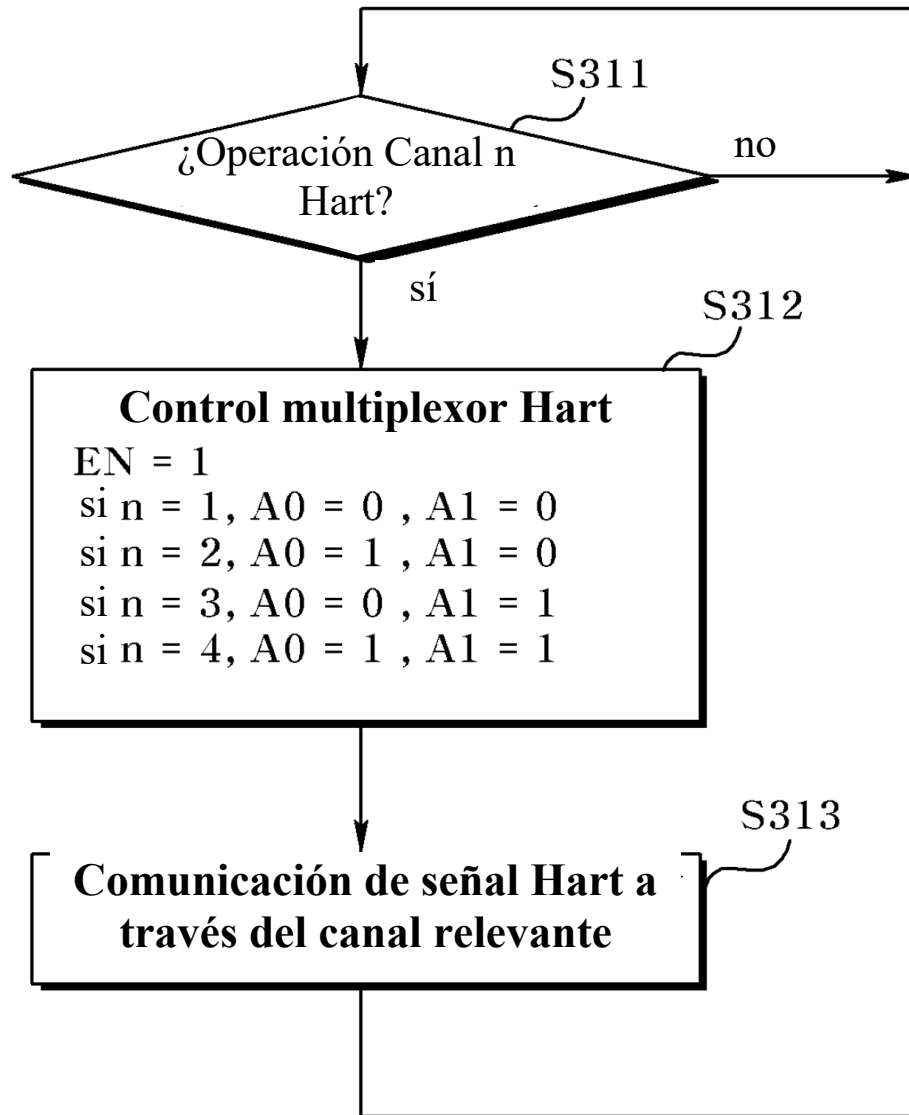 S311
¿Operación Canal n
Hart?
no
sí
S312
Control multiplexor Hart
EN = 1
si n = 1, A0 = 0 , A1 = 0
si n = 2, A0 = 1 , A1 = 0
si n = 3, A0 = 0 , A1 = 1
si n = 4, A0 = 1 , A1 = 1
S313
Comunicación de señal Hart a
través del canal relevante